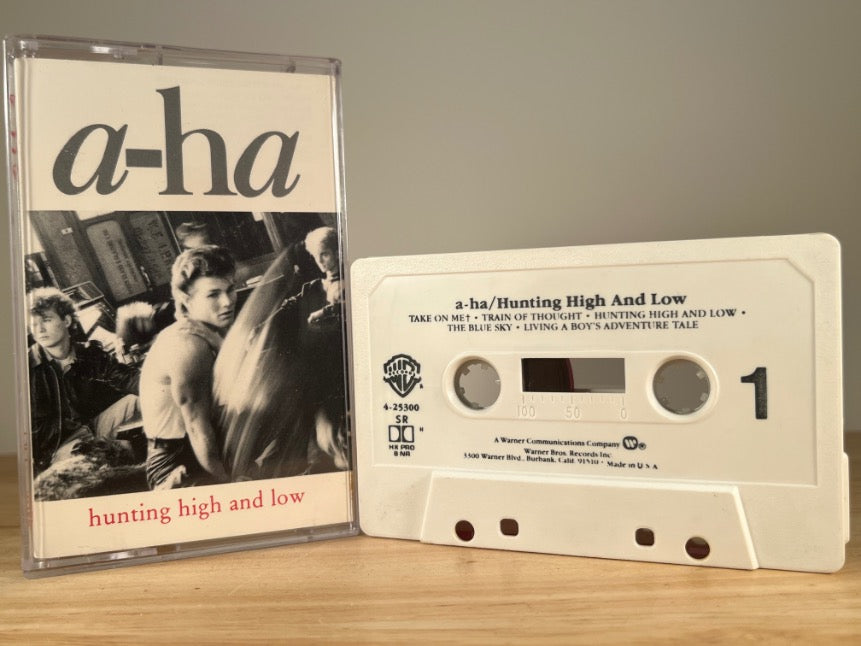 a-ha
hunting high and low
a-ha/Hunting High And Low
TAKE ON ME† • TRAIN OF THOUGHT • HUNTING HIGH AND LOW •
THE BLUE SKY • LIVING A BOY'S ADVENTURE TALE
4-25300
SR
HX PRO
B NR
1
100 50 0
A Warner Communications Company
Warner Bros. Records Inc
3300 Warner Blvd., Burbank, Calif. 91510 • Made in U S A